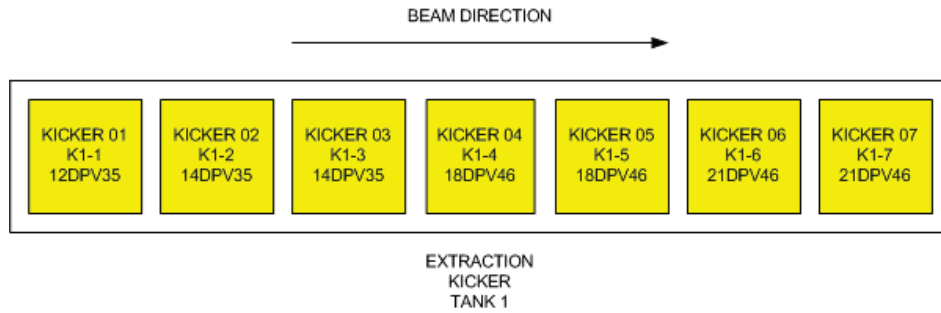 BEAM DIRECTION
KICKER 01
K1-1
12DPV35
KICKER 02
K1-2
14DPV35
KICKER 03
K1-3
14DPV35
KICKER 04
K1-4
18DPV46
KICKER 05
K1-5
18DPV46
KICKER 06
K1-6
21DPV46
KICKER 07
K1-7
21DPV46
EXTRACTION
KICKER
TANK 1